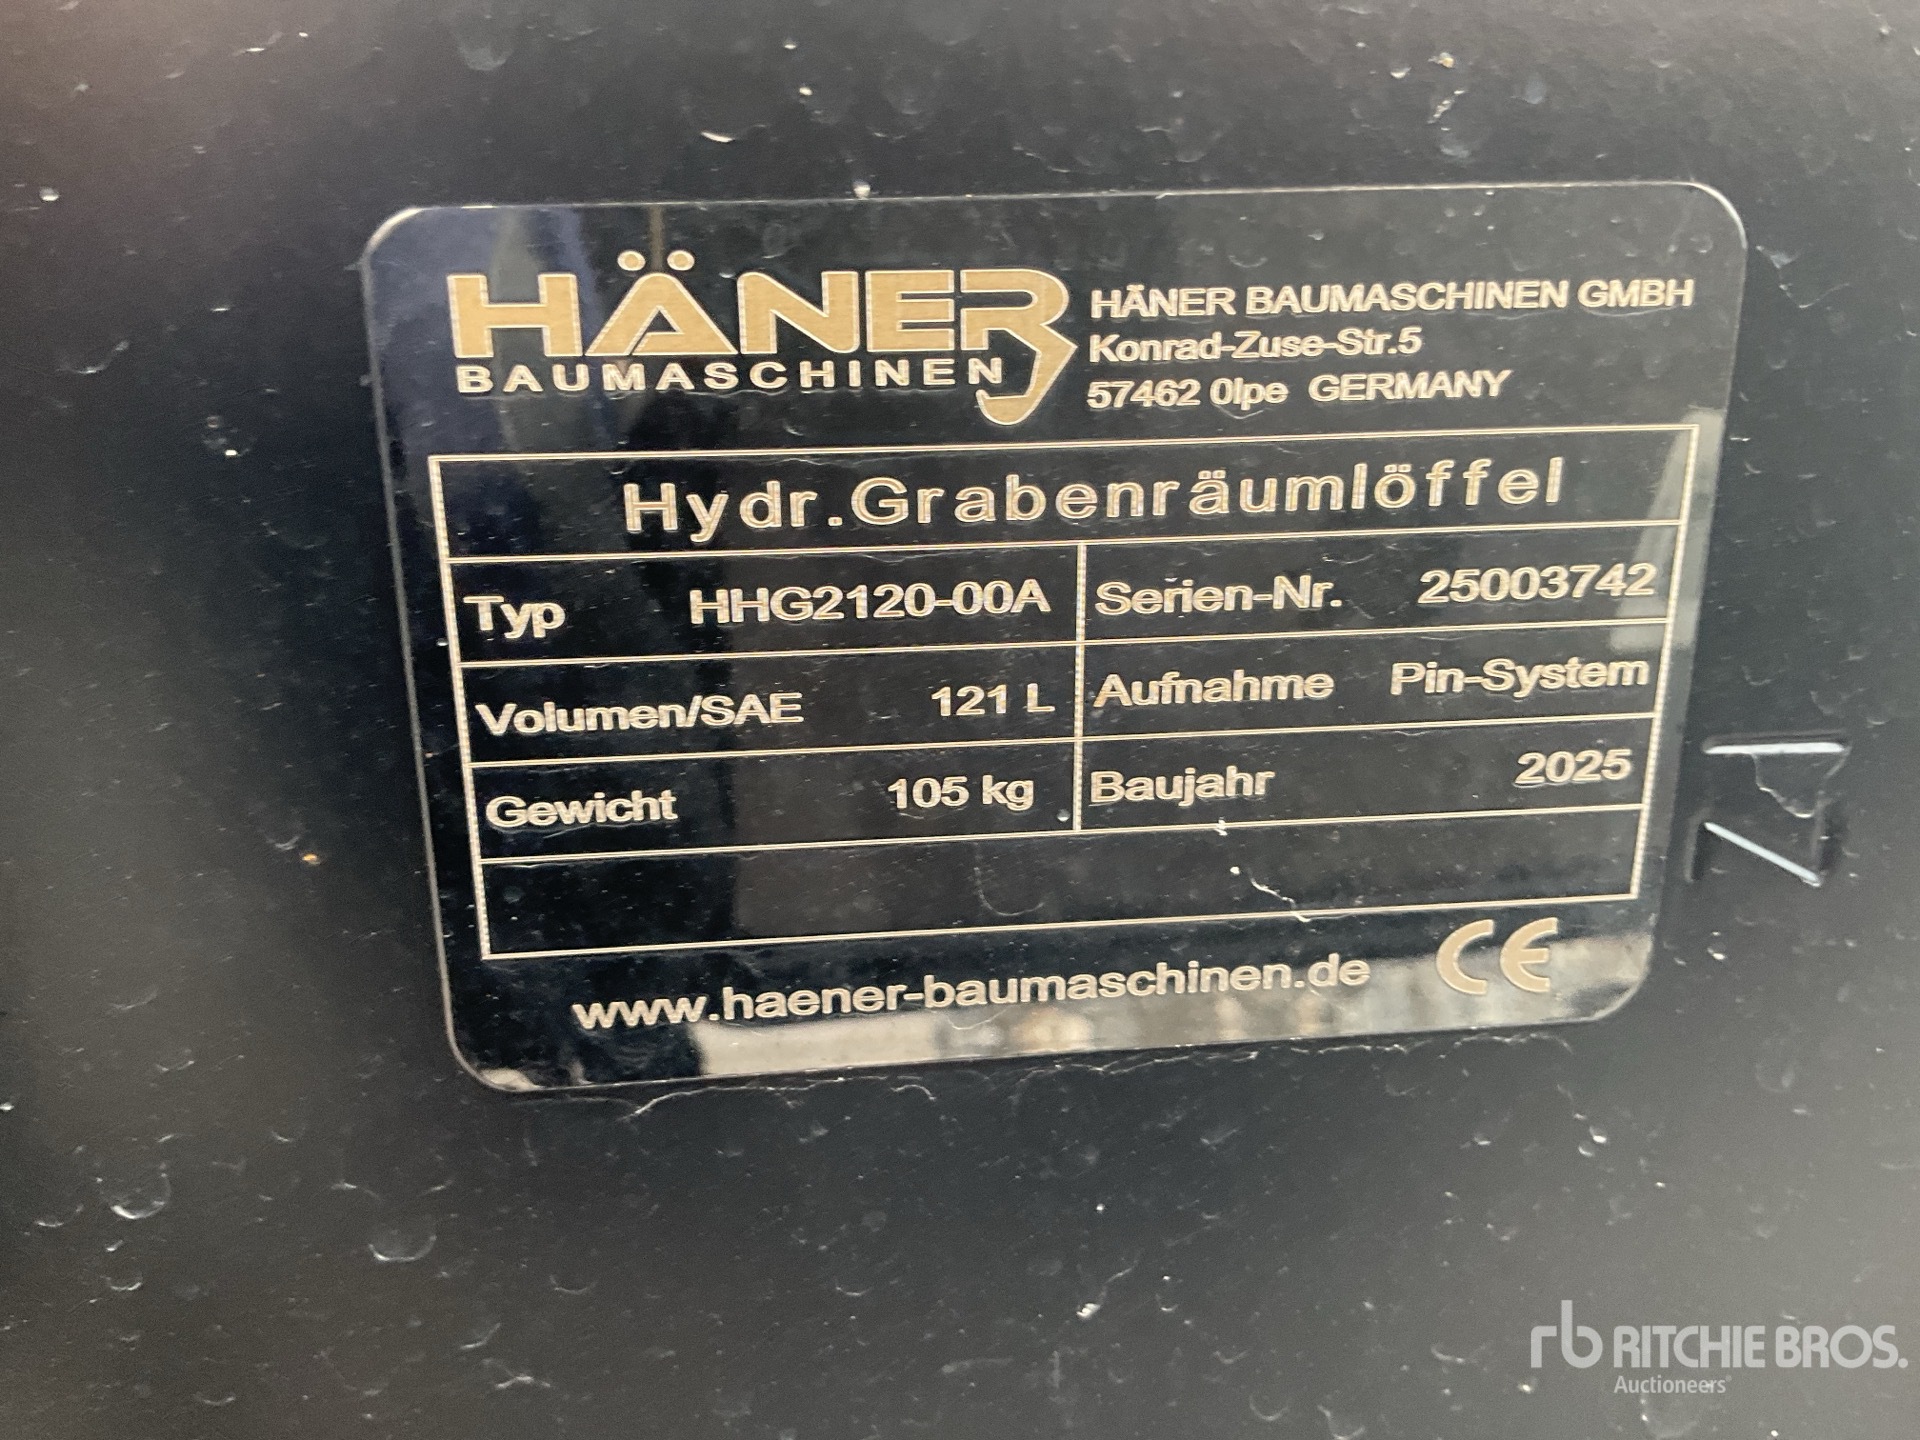 HÄNER
BAUMASCHINEN
HÄNER BAUMASCHINEN GMBH
Konrad-Zuse-Str.5
57462 Olpe GERMANY
Hydr.Grabenräumlöffel
Typ HHG2120-00A Serien-Nr. 25003742
Volumen/SAE 121 L Aufnahme Pin-System
Gewicht 105 kg Baujahr 2025
www.haener-baumaschinen.de CE
rb RITCHIE BROS.
Auctioneers